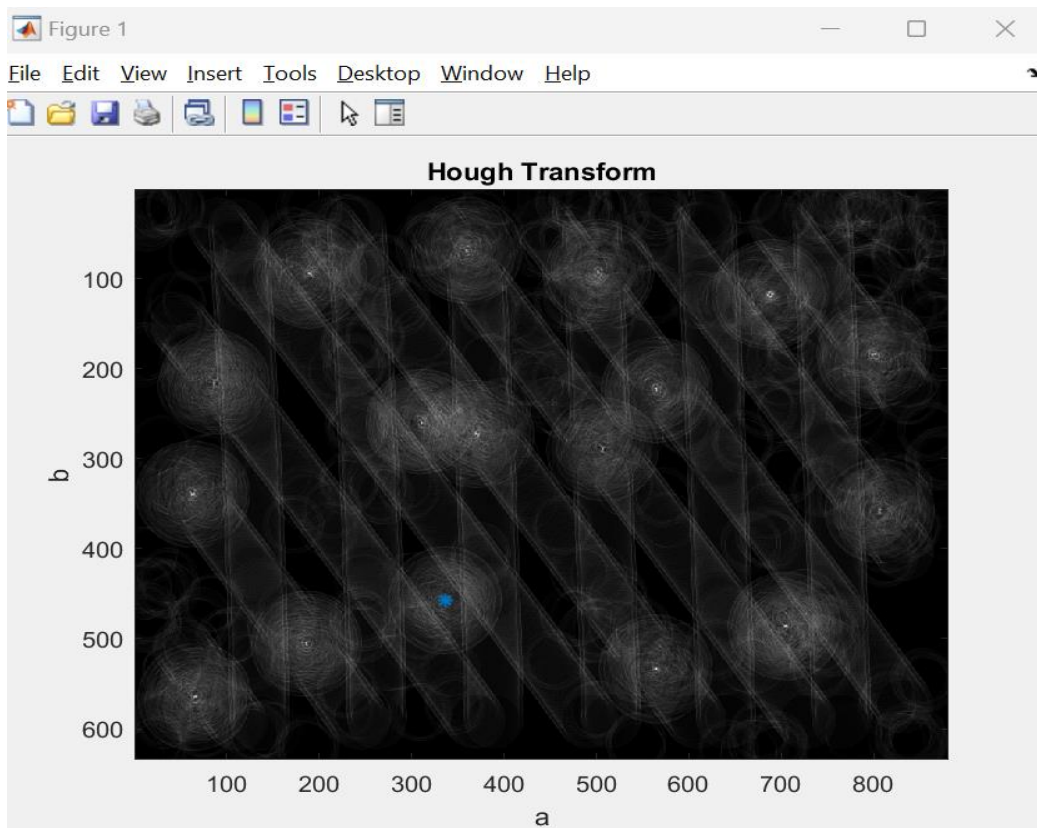 Figure 1
File Edit View Insert Tools Desktop Window Help
Hough Transform
100
200
300
400
500
600
b
100 200 300 400 500 600 700 800
a